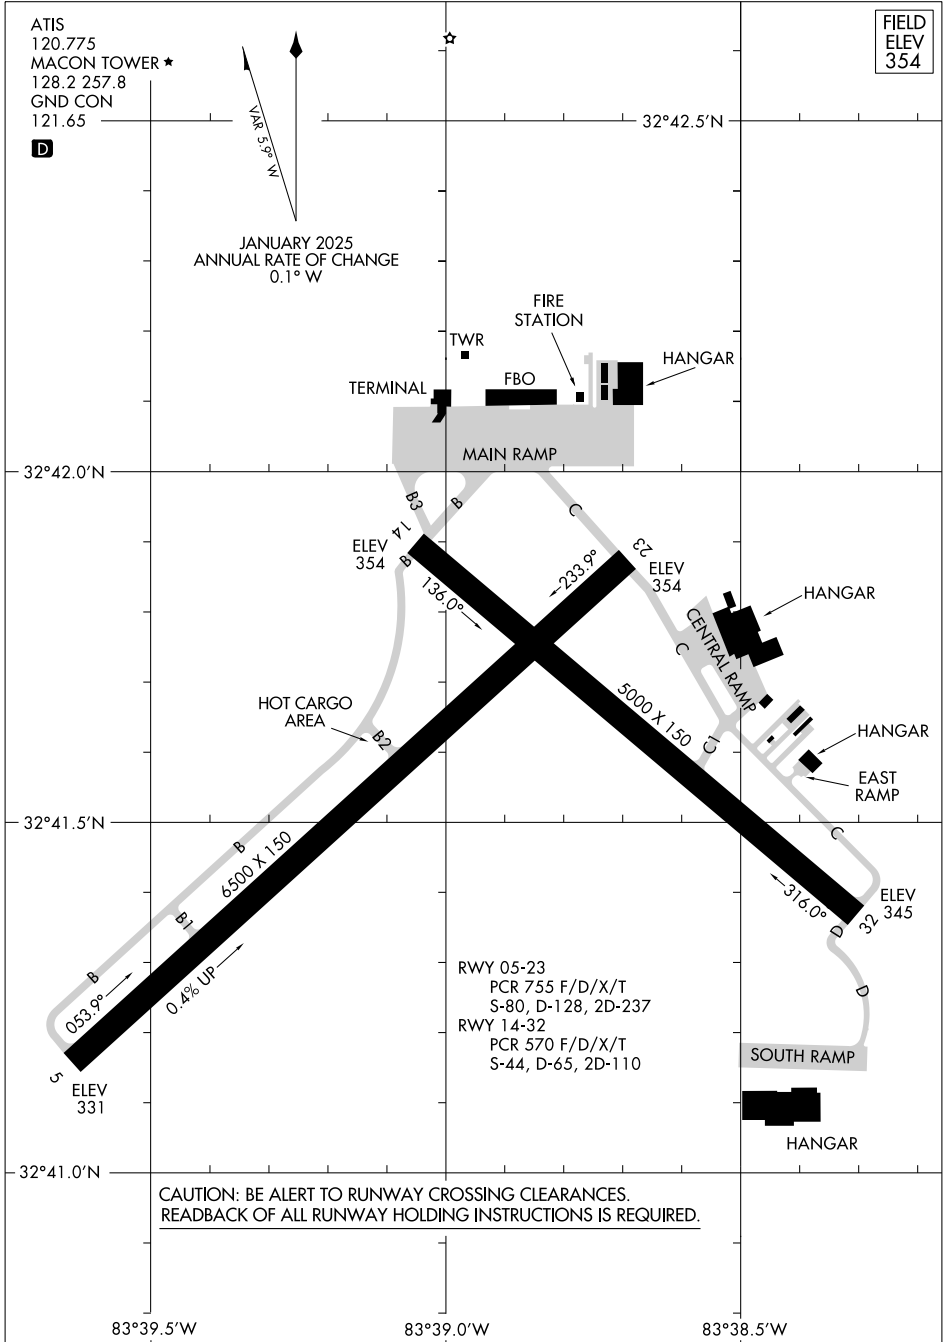 ATIS
120.775
MACON TOWER ★
128.2 257.8
GND CON
121.65
D
FIELD
ELEV
354
VAR 5.9° W
JANUARY 2025
ANNUAL RATE OF CHANGE
0.1° W
32°42.5'N
FIRE
STATION
TWR
HANGAR
TERMINAL
FBO
MAIN RAMP
32°42.0'N
B3
B
C
14
23
ELEV
354
B
136.0°
233.9°
ELEV
354
HANGAR
CENTRAL RAMP
C
5000 X 150
HOT CARGO
AREA
B2
C1
HANGAR
EAST
RAMP
32°41.5'N
C
B
6500 X 150
316.0°
ELEV
345
32
D
B1
B
053.9°
0.4% UP
D
RWY 05-23
PCR 755 F/D/X/T
S-80, D-128, 2D-237
RWY 14-32
PCR 570 F/D/X/T
S-44, D-65, 2D-110
SOUTH RAMP
5
ELEV
331
HANGAR
32°41.0'N
CAUTION: BE ALERT TO RUNWAY CROSSING CLEARANCES.
READBACK OF ALL RUNWAY HOLDING INSTRUCTIONS IS REQUIRED.
83°39.5'W
83°39.0'W
83°38.5'W